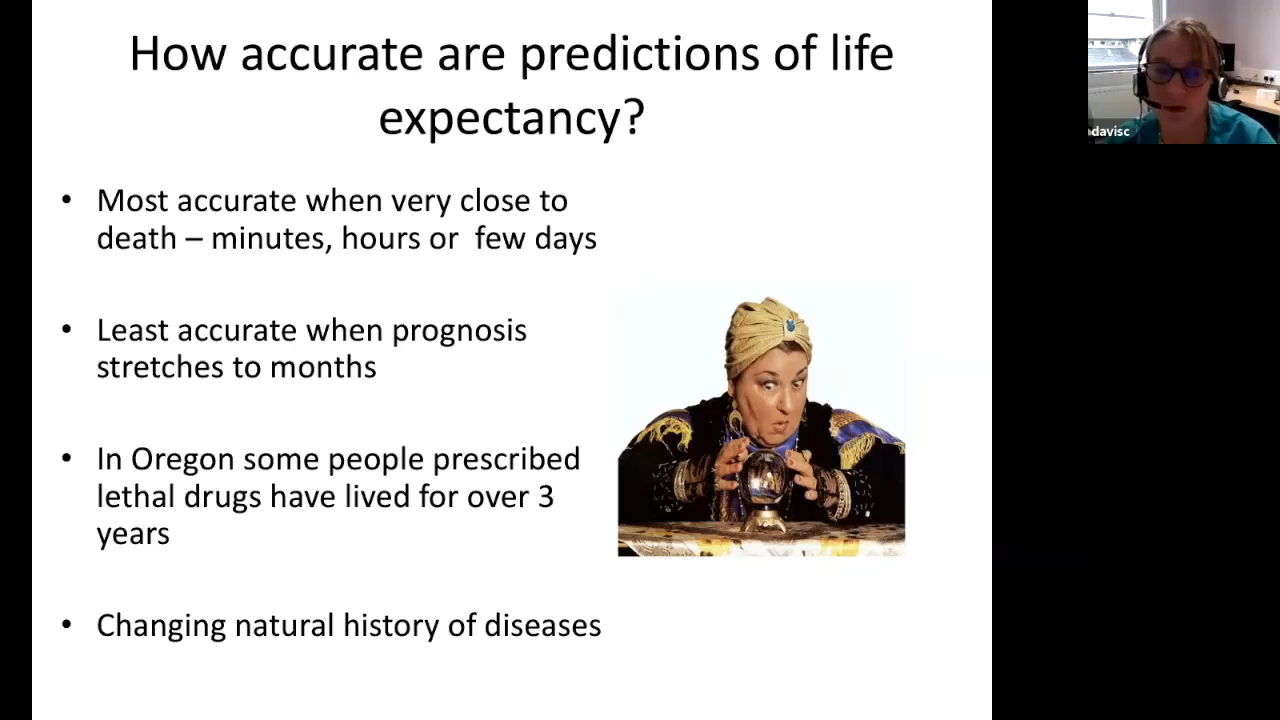 How accurate are predictions of life
expectancy?
davisc
• Most accurate when very close to
death – minutes, hours or  few days
• Least accurate when prognosis
stretches to months
• In Oregon some people prescribed
lethal drugs have lived for over 3
years
• Changing natural history of diseases